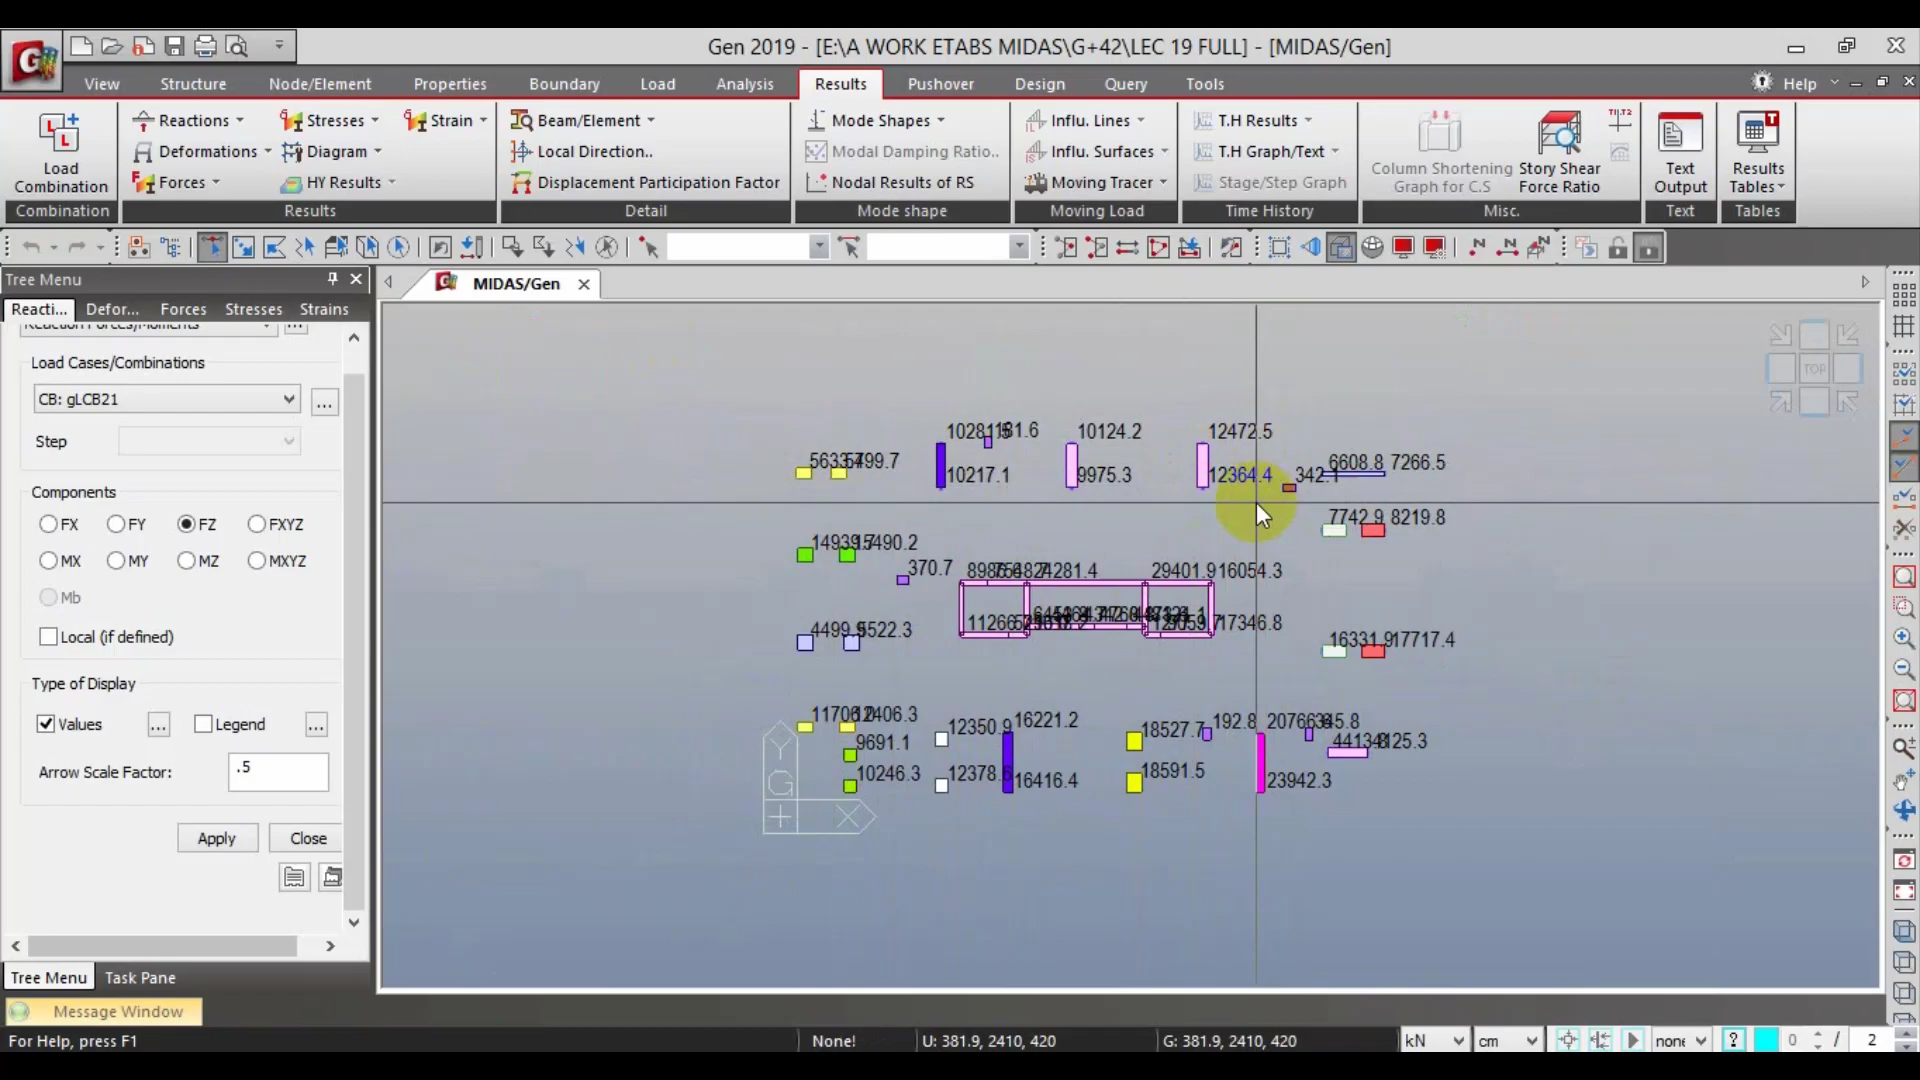 Gen 2019 - [E:\A WORK ETABS MIDAS\G+42\LEC 19 FULL] - [MIDAS/Gen]
View Structure Node/Element Properties Boundary Load Analysis Results Pushover Design Query Tools Help
Load Combination
Reactions Stresses Strain
Deformations Diagram
Forces HY Results
Beam/Element
Local Direction..
Displacement Participation Factor
Mode Shapes
Modal Damping Ratio..
Nodal Results of RS
Influ. Lines
Influ. Surfaces
Moving Tracer
T.H Results
T.H Graph/Text
Stage/Step Graph
Column Shortening Graph for C.S
Story Shear Force Ratio
Text Output
Results Tables
Combination Results Detail Mode shape Moving Load Time History Misc. Text Tables
Tree Menu
MIDAS/Gen
Reacti... Defor... Forces Stresses Strains
Reaction Forces/Moments
Load Cases/Combinations
CB: gLCB21
Step
Components
FX FY FZ FXYZ
MX MY MZ MXYZ
Mb
Local (if defined)
Type of Display
Values ... Legend ...
Arrow Scale Factor: .5
Apply Close
Tree Menu Task Pane
Message Window
TOP
10124.2 12472.5
10217.1 9975.3 12364.4 342.1 6608.8 7266.5
7742.9 8219.8
370.7
29401.9 16054.3
17346.8
16331.9 17717.4
12350.9 16221.2 18527.7 192.8
9691.1
10246.3 16416.4 18591.5 23942.3
Y
G
+ X
For Help, press F1 None! U: 381.9, 2410, 420 G: 381.9, 2410, 420 kN cm 0 / 2